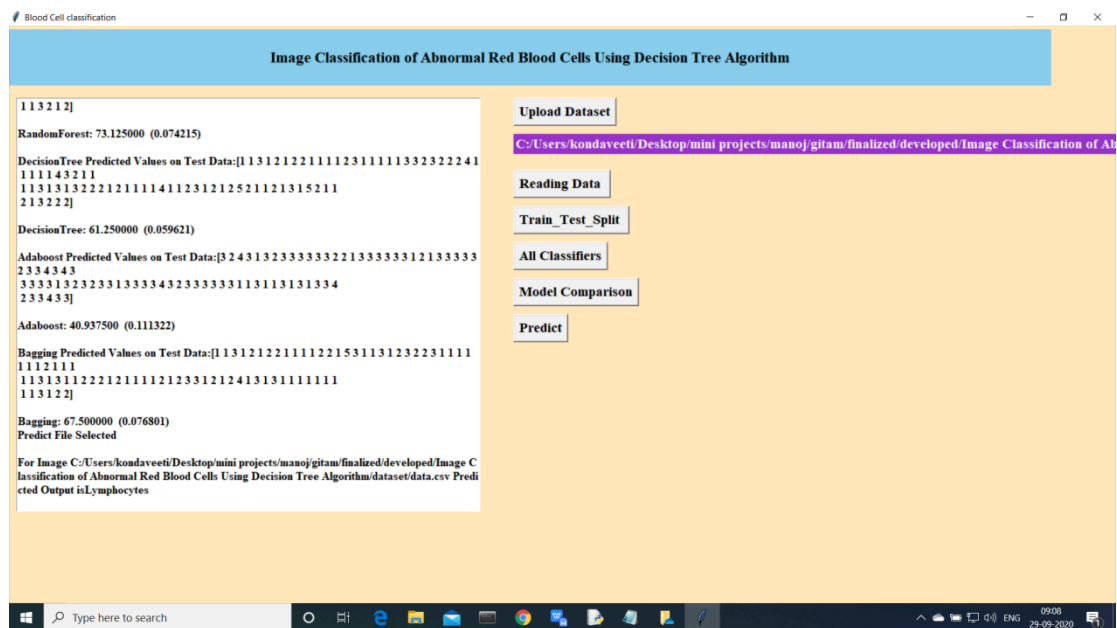 Blood Cell classification
Image Classification of Abnormal Red Blood Cells Using Decision Tree Algorithm
1 1 3 2 1 2]
RandomForest: 73.125000 (0.074215)
DecisionTree Predicted Values on Test Data:[1 1 3 1 2 1 2 2 1 1 1 1 2 3 1 1 1 1 1 3 3 2 3 2 2 2 4 1
1 1 1 1 4 3 2 1 1
1 1 3 1 3 1 3 2 2 2 1 2 1 1 1 1 4 1 1 2 3 1 2 1 2 5 2 1 1 2 1 3 1 5 2 1 1
2 1 3 2 2 2]
DecisionTree: 61.250000 (0.059621)
Adaboost Predicted Values on Test Data:[3 2 4 3 1 3 2 3 3 3 3 3 3 2 2 1 3 3 3 3 3 3 1 2 1 3 3 3 3 3
2 3 3 4 3 4 3
3 3 3 3 1 3 2 3 2 3 3 1 3 3 3 3 4 3 2 3 3 3 3 3 3 1 1 3 1 1 3 1 3 1 3 3 4
2 3 3 4 3 3]
Adaboost: 40.937500 (0.111322)
Bagging Predicted Values on Test Data:[1 1 3 1 2 1 2 2 1 1 1 1 2 2 1 5 3 1 1 3 1 2 3 2 2 3 1 1 1 1
1 1 1 2 1 1 1
1 1 3 1 3 1 1 2 2 2 1 2 1 1 1 1 2 1 2 3 3 1 2 1 2 4 1 3 1 3 1 1 1 1 1 1 1
1 1 3 1 2 2]
Bagging: 67.500000 (0.076801)
Predict File Selected
For Image C:/Users/kondaveeti/Desktop/mini projects/manoj/gitam/finalized/developed/Image C
lassification of Abnormal Red Blood Cells Using Decision Tree Algorithm/dataset/data.csv Predi
cted Output isLymphocytes
Upload Dataset
C:/Users/kondaveeti/Desktop/mini projects/manoj/gitam/finalized/developed/Image Classification of Ab
Reading Data
Train_Test_Split
All Classifiers
Model Comparison
Predict
Type here to search
ENG
09:08
29-09-2020